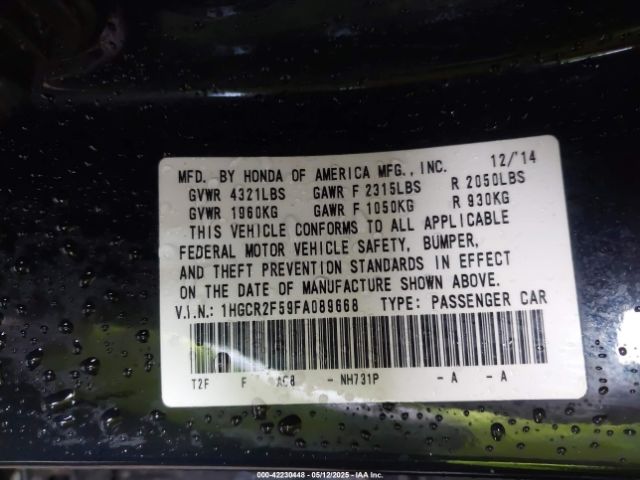 MFD. BY HONDA OF AMERICA MFG., INC. 12/'14
GVWR 4321LBS GAWR F 2315LBS R 2050LBS
GVWR 1960KG GAWR F 1050KG R 930KG
THIS VEHICLE CONFORMS TO ALL APPLICABLE
FEDERAL MOTOR VEHICLE SAFETY, BUMPER,
AND THEFT PREVENTION STANDARDS IN EFFECT
ON THE DATE OF MANUFACTURE SHOWN ABOVE.
V.I.N.: 1HGCR2F59FA089668 TYPE: PASSENGER CAR
T2F F - NH731P - A - A
000-42230448 - 05/12/2025 - IAA Inc.